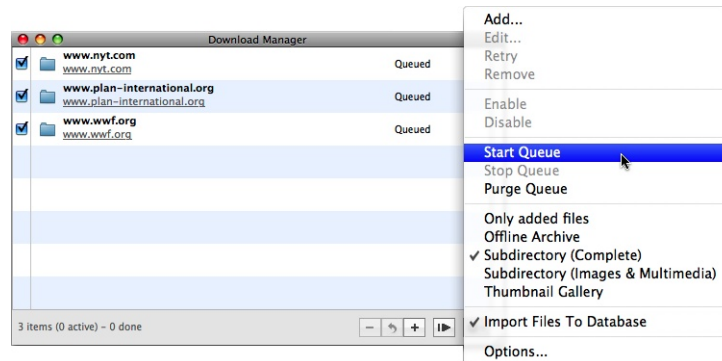 Download Manager
www.nyt.com
www.nyt.com
Queued
www.plan-international.org
www.plan-international.org
Queued
www.wwf.org
www.wwf.org
Queued
3 items (0 active) – 0 done
Add...
Edit...
Retry
Remove
Enable
Disable
Start Queue
Stop Queue
Purge Queue
Only added files
Offline Archive
✓ Subdirectory (Complete)
Subdirectory (Images & Multimedia)
Thumbnail Gallery
✓ Import Files To Database
Options...